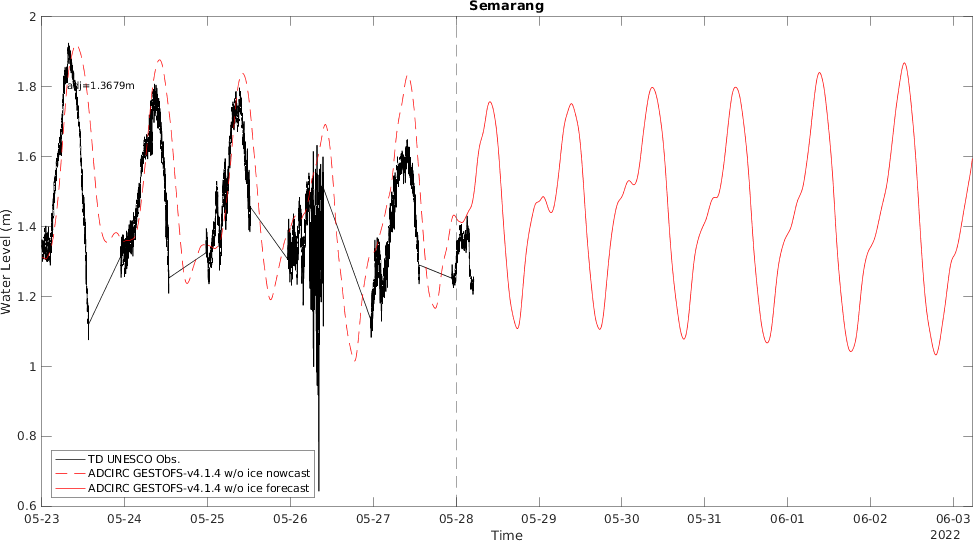 Semarang
2
1.8
1.6
1.4
1.2
1
0.8
0.6
Water Level (m)
adj=1.3679m
TD UNESCO Obs.
ADCIRC GESTOFS-v4.1.4 w/o ice nowcast
ADCIRC GESTOFS-v4.1.4 w/o ice forecast
05-23 05-24 05-25 05-26 05-27 05-28 05-29 05-30 05-31 06-01 06-02 06-03
Time
2022